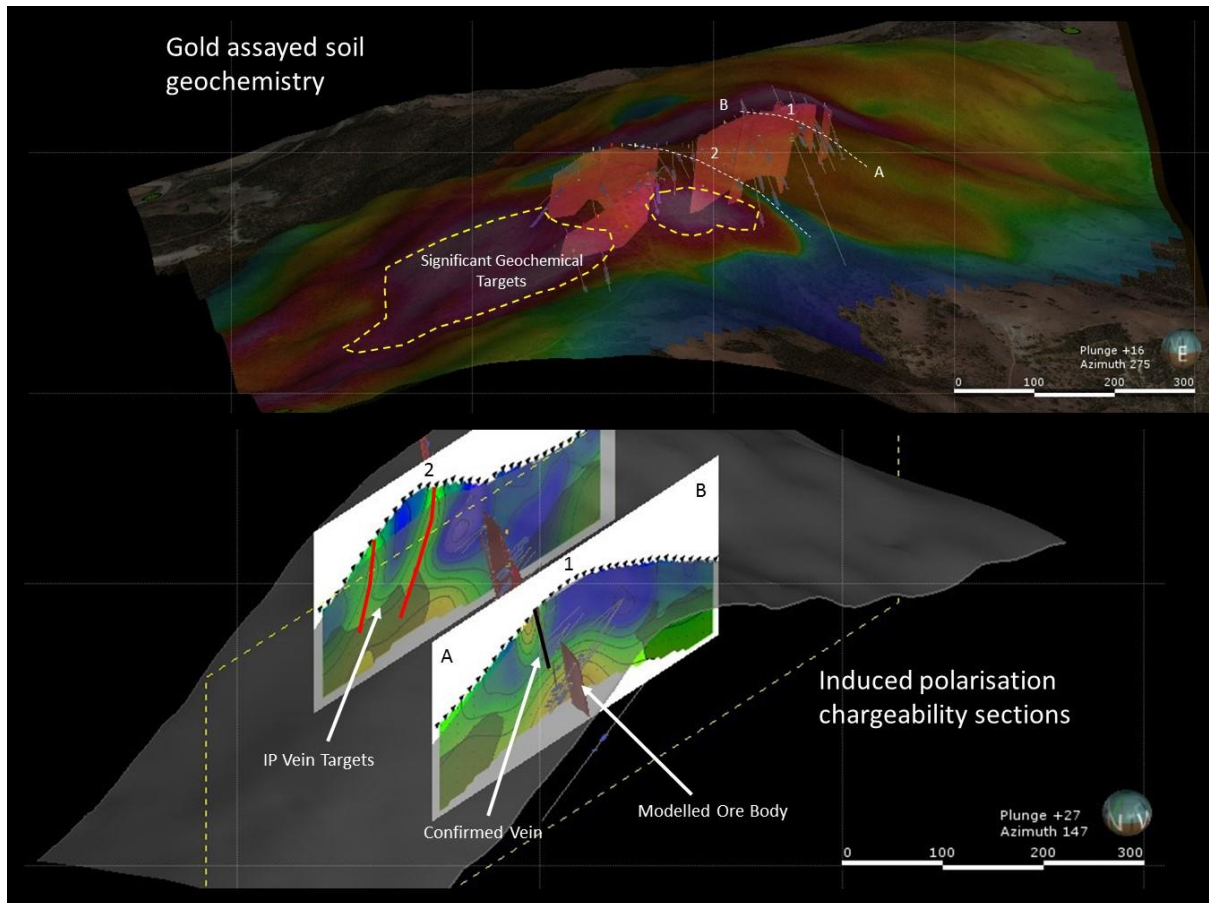 Gold assayed soil
geochemistry
B
1
2
A
Significant Geochemical
Targets
Plunge +16
Azimuth 275
E
0 100 200 300
2
B
1
A
Induced polarisation
chargeability sections
IP Vein Targets
Modelled Ore Body
Confirmed Vein
Plunge +27
Azimuth 147
0 100 200 300